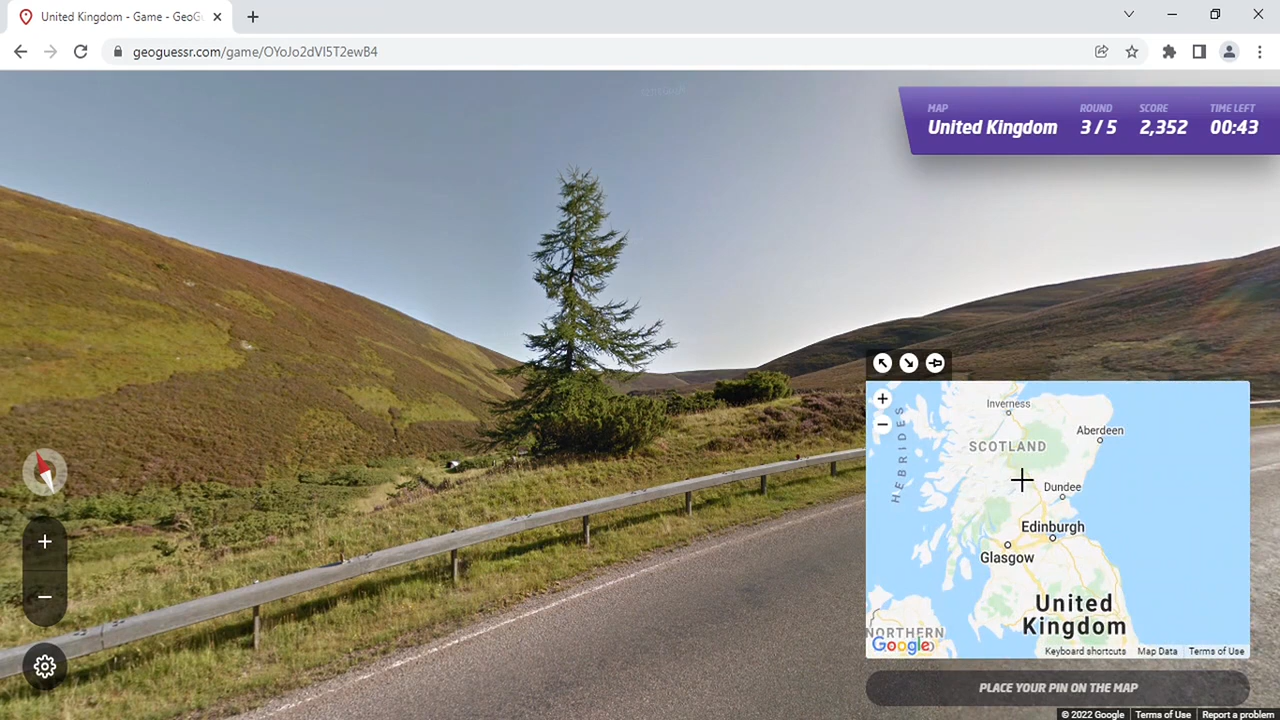 United Kingdom - Game - GeoG
geoguessr.com/game/OYoJo2dVI5T2ewB4
MAP
United Kingdom
ROUND
3 / 5
SCORE
2,352
TIME LEFT
00:43
Inverness
Aberdeen
SCOTLAND
HEBRIDES
Dundee
Edinburgh
Glasgow
United
Kingdom
NORTHERN
Google
Keyboard shortcuts
Map Data
Terms of Use
PLACE YOUR PIN ON THE MAP
© 2022 Google
Terms of Use
Report a problem